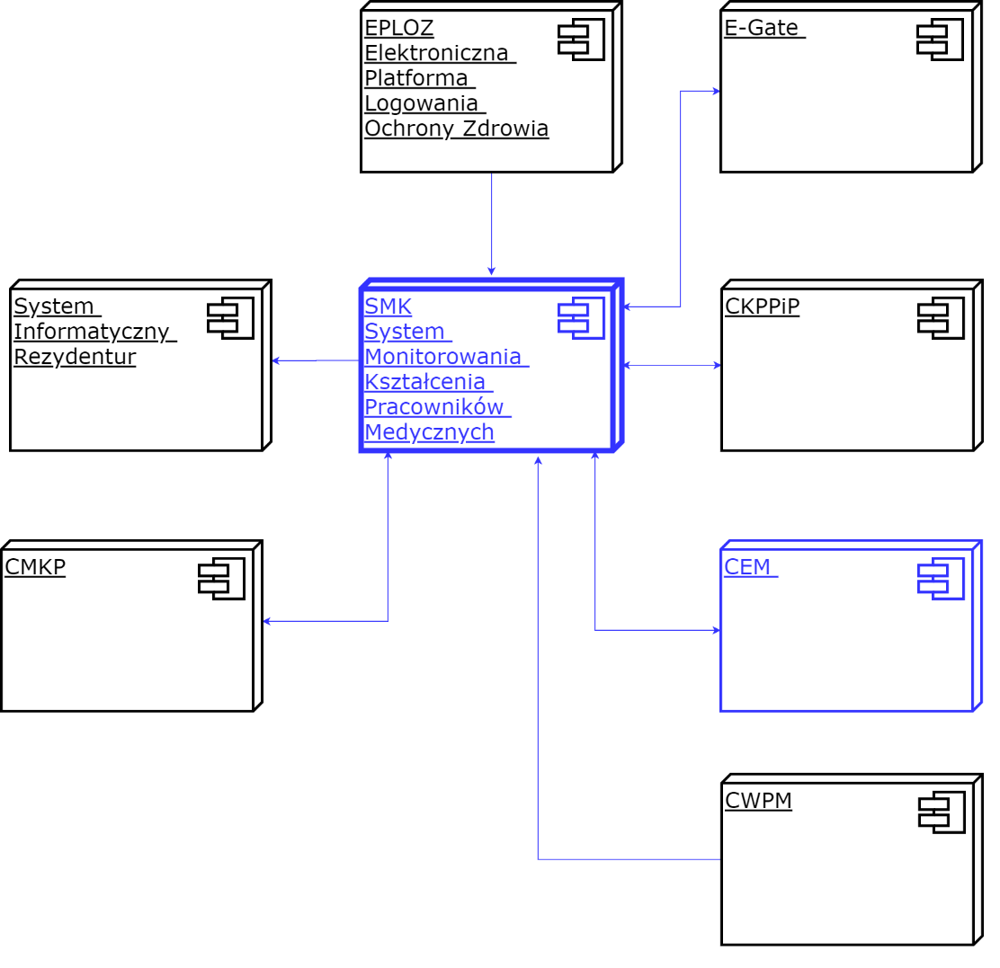 EPLOZ
Elektroniczna
Platforma
Logowania
Ochrony Zdrowia
E-Gate
System
Informatyczny
Rezydentur
SMK
System
Monitorowania
Kształcenia
Pracowników
Medycznych
CKPPiP
CMKP
CEM
CWPM